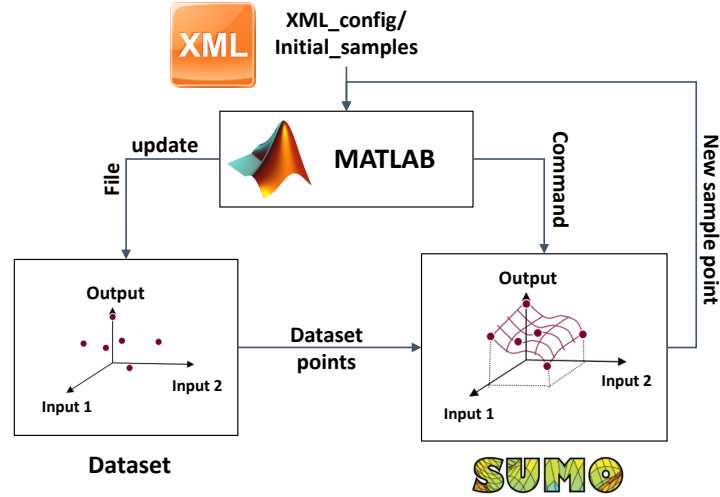 XML
XML_config/
Initial_samples
MATLAB
update
File
Command
New sample point
Output
Input 1
Input 2
Dataset
points
Output
Input 1
Input 2
Dataset
SUMO